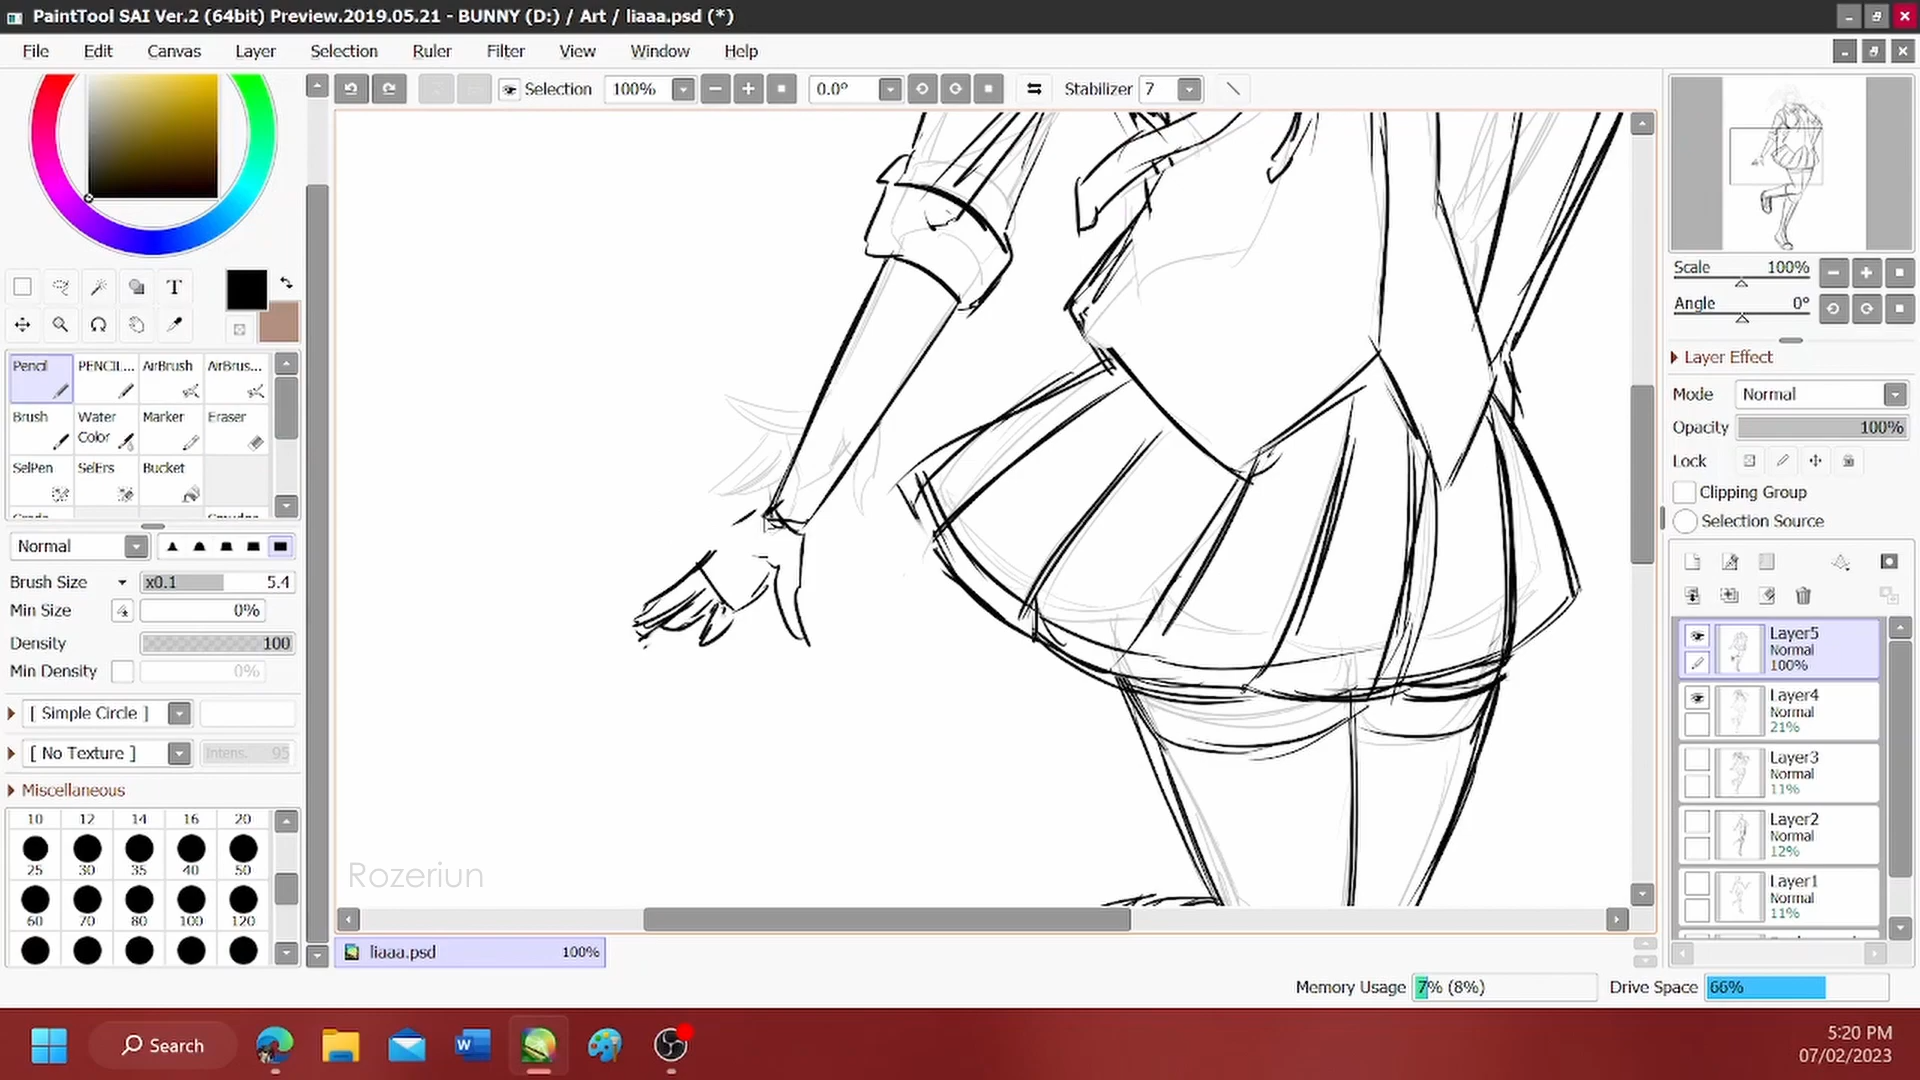 PaintTool SAI Ver.2 (64bit) Preview.2019.05.21 - BUNNY (D:) / Art / liaaa.psd (*)
File Edit Canvas Layer Selection Ruler Filter View Window Help
Selection 100% 0.0° Stabilizer 7
T
Pencil PENCIL... AirBrush AirBrus...
Brush Water Color Marker Eraser
SelPen SelErs Bucket
Normal
Brush Size x0.1 5.4
Min Size 0%
Density 100
Min Density 0%
[ Simple Circle ]
[ No Texture ] Intens. 95
Miscellaneous
10 12 14 16 20
25 30 35 40 50
60 70 80 100 120
Rozeriun
liaaa.psd 100%
Scale 100%
Angle 0°
Layer Effect
Mode Normal
Opacity 100%
Lock
Clipping Group
Selection Source
Layer5
Normal
100%
Layer4
Normal
21%
Layer3
Normal
11%
Layer2
Normal
12%
Layer1
Normal
11%
Memory Usage 7% (8%) Drive Space 66%
Search
W
5:20 PM
07/02/2023